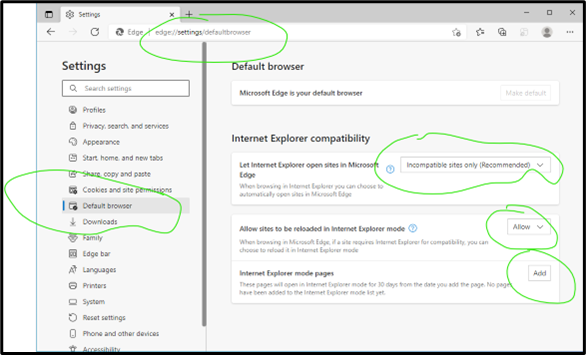 Settings
Edge | edge://settings/defaultbrowser
Settings
Search settings
Profiles
Privacy, search, and services
Appearance
Start, home, and new tabs
Share, copy and paste
Cookies and site permissions
Default browser
Downloads
Family
Edge bar
Languages
Printers
System
Reset settings
Phone and other devices
Accessibility
Default browser
Microsoft Edge is your default browser
Make default
Internet Explorer compatibility
Let Internet Explorer open sites in Microsoft
Edge
Incompatible sites only (Recommended)
When browsing in Internet Explorer you can choose to
automatically open sites in Microsoft Edge
Allow sites to be reloaded in Internet Explorer mode
Allow
When browsing in Microsoft Edge, if a site requires Internet Explorer for compatibility, you
can choose to reload it in Internet Explorer mode
Internet Explorer mode pages
Add
These pages will open in Internet Explorer mode for 30 days from the date you add the page. No pages
have been added to the Internet Explorer mode list yet.